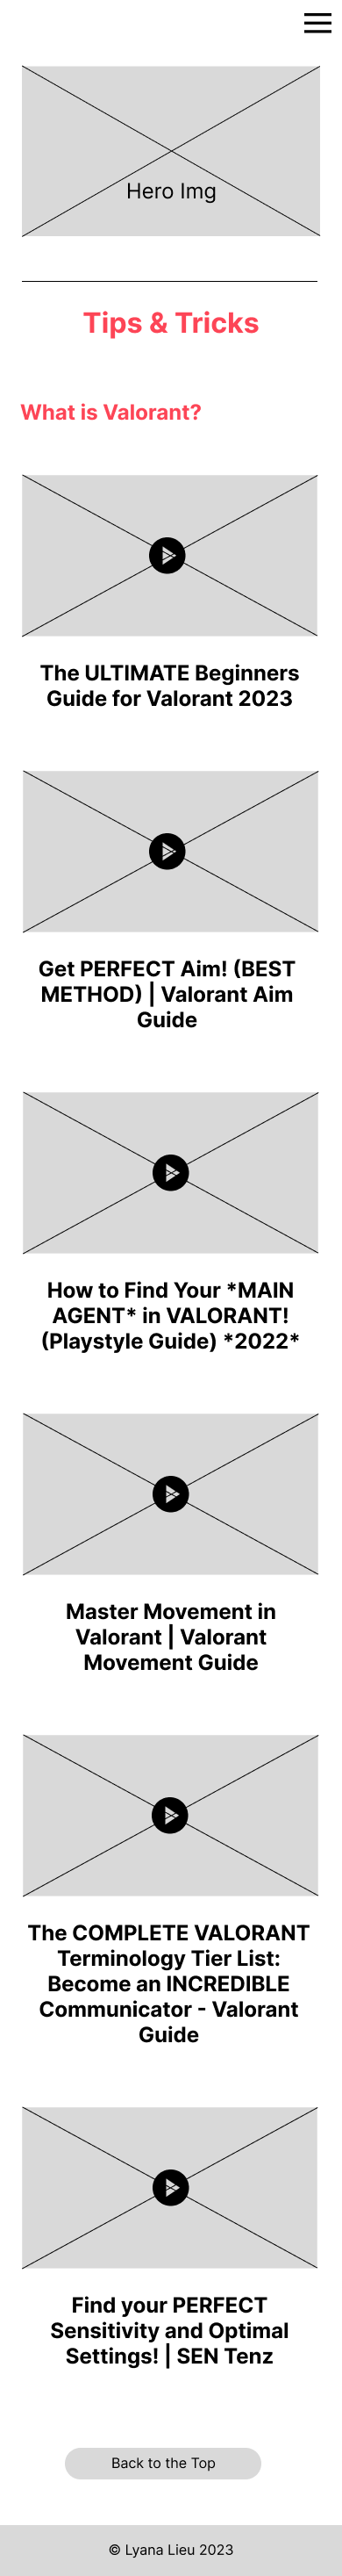 Hero Img
Tips & Tricks
What is Valorant?
The ULTIMATE Beginners
Guide for Valorant 2023
Get PERFECT Aim! (BEST
METHOD) | Valorant Aim
Guide
How to Find Your *MAIN
AGENT* in VALORANT!
(Playstyle Guide) *2022*
Master Movement in
Valorant | Valorant
Movement Guide
The COMPLETE VALORANT
Terminology Tier List:
Become an INCREDIBLE
Communicator - Valorant
Guide
Find your PERFECT
Sensitivity and Optimal
Settings! | SEN Tenz
Back to the Top
© Lyana Lieu 2023